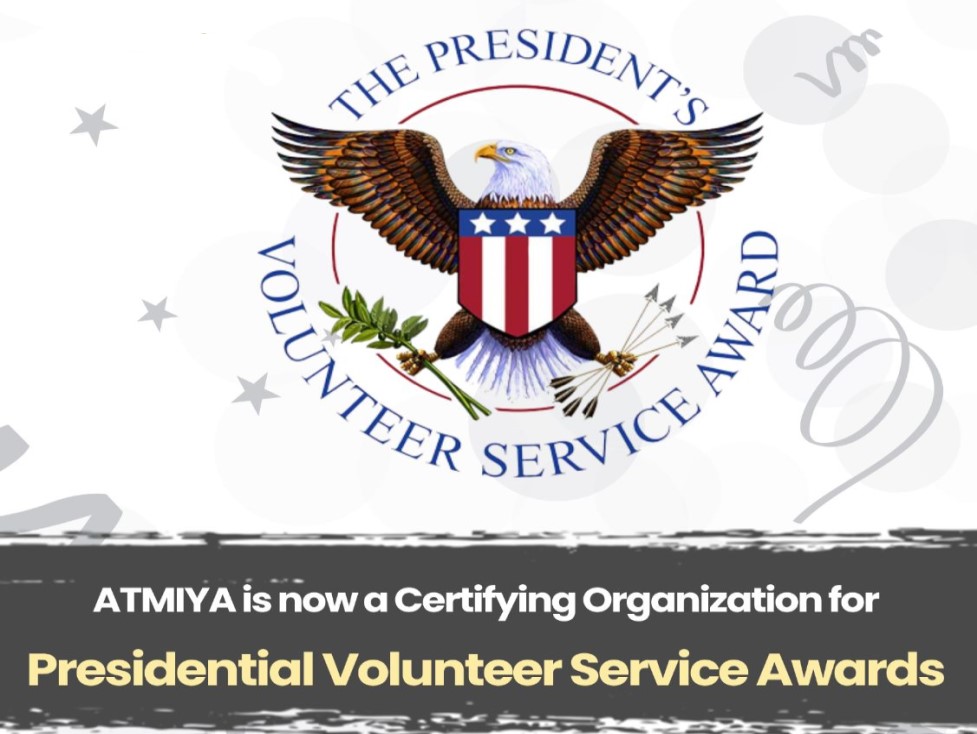 THE PRESIDENT'S
VOLUNTEER SERVICE AWARD
ATMIYA is now a Certifying Organization for
Presidential Volunteer Service Awards